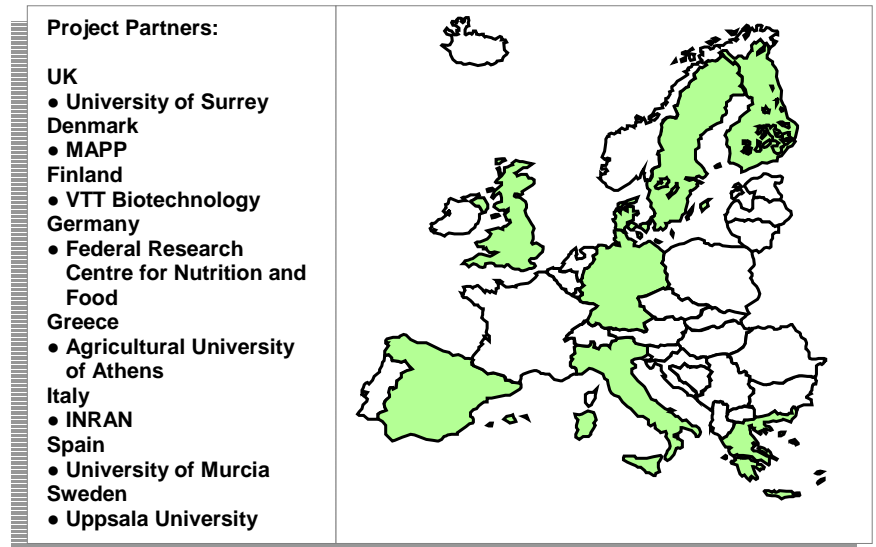 Project Partners:
UK
● University of Surrey
Denmark
● MAPP
Finland
● VTT Biotechnology
Germany
● Federal Research
Centre for Nutrition and
Food
Greece
● Agricultural University
of Athens
Italy
● INRAN
Spain
● University of Murcia
Sweden
● Uppsala University